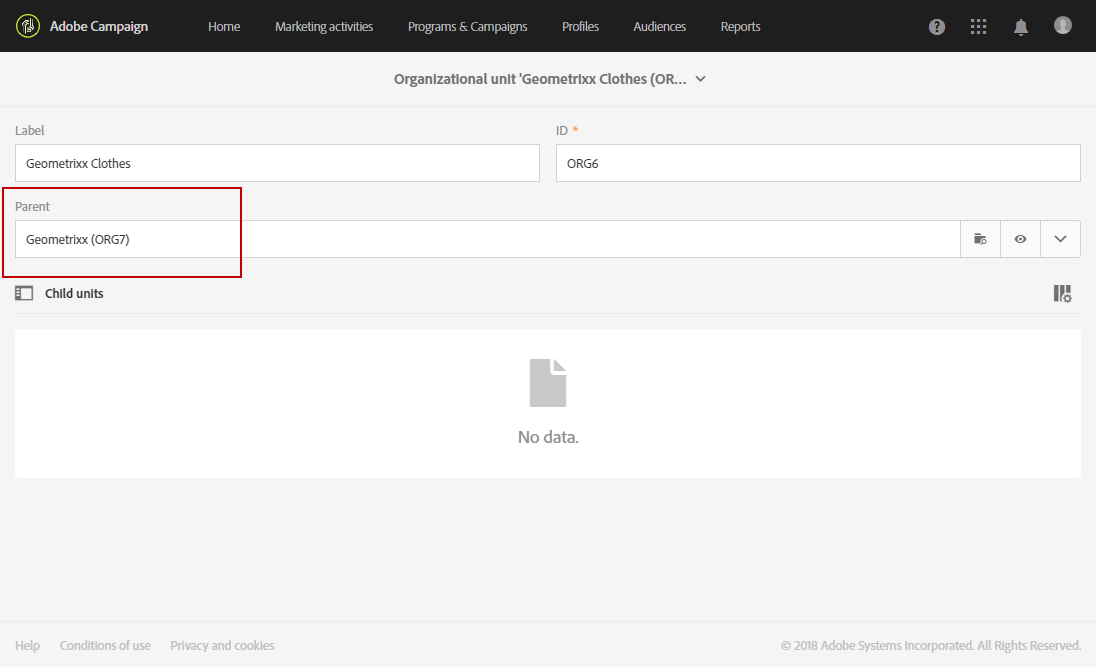 Adobe Campaign Home Marketing activities Programs & Campaigns Profiles Audiences Reports
Organizational unit 'Geometrixx Clothes (OR...
Label ID *
Geometrixx Clothes ORG6
Parent
Geometrixx (ORG7)
Child units
No data.
Help Conditions of use Privacy and cookies © 2018 Adobe Systems Incorporated. All Rights Reserved.